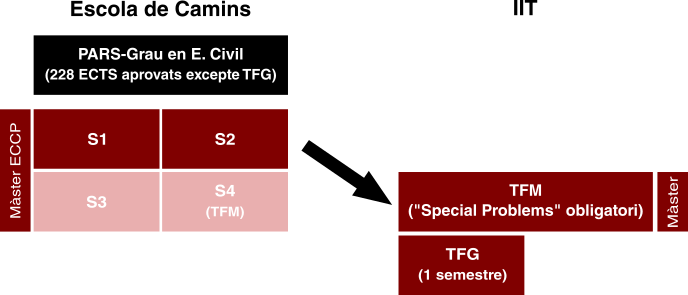 Escola de Camins
IIT
PARS-Grau en E. Civil
(228 ECTS aprovats excepte TFG)
Màster ECCP
S1
S2
S3
S4
(TFM)
TFM
("Special Problems" obligatori)
Màster
TFG
(1 semestre)